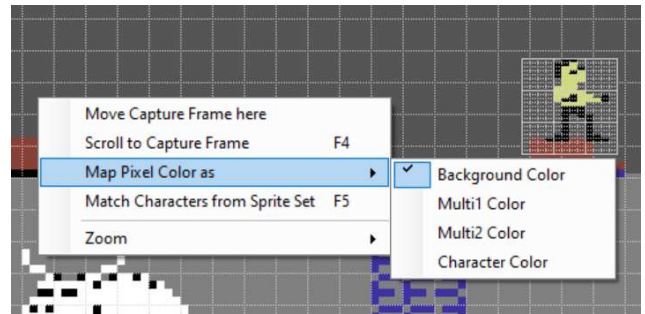 Move Capture Frame here
Scroll to Capture Frame F4
Map Pixel Color as
Match Characters from Sprite Set F5
Zoom
Background Color
Multi1 Color
Multi2 Color
Character Color